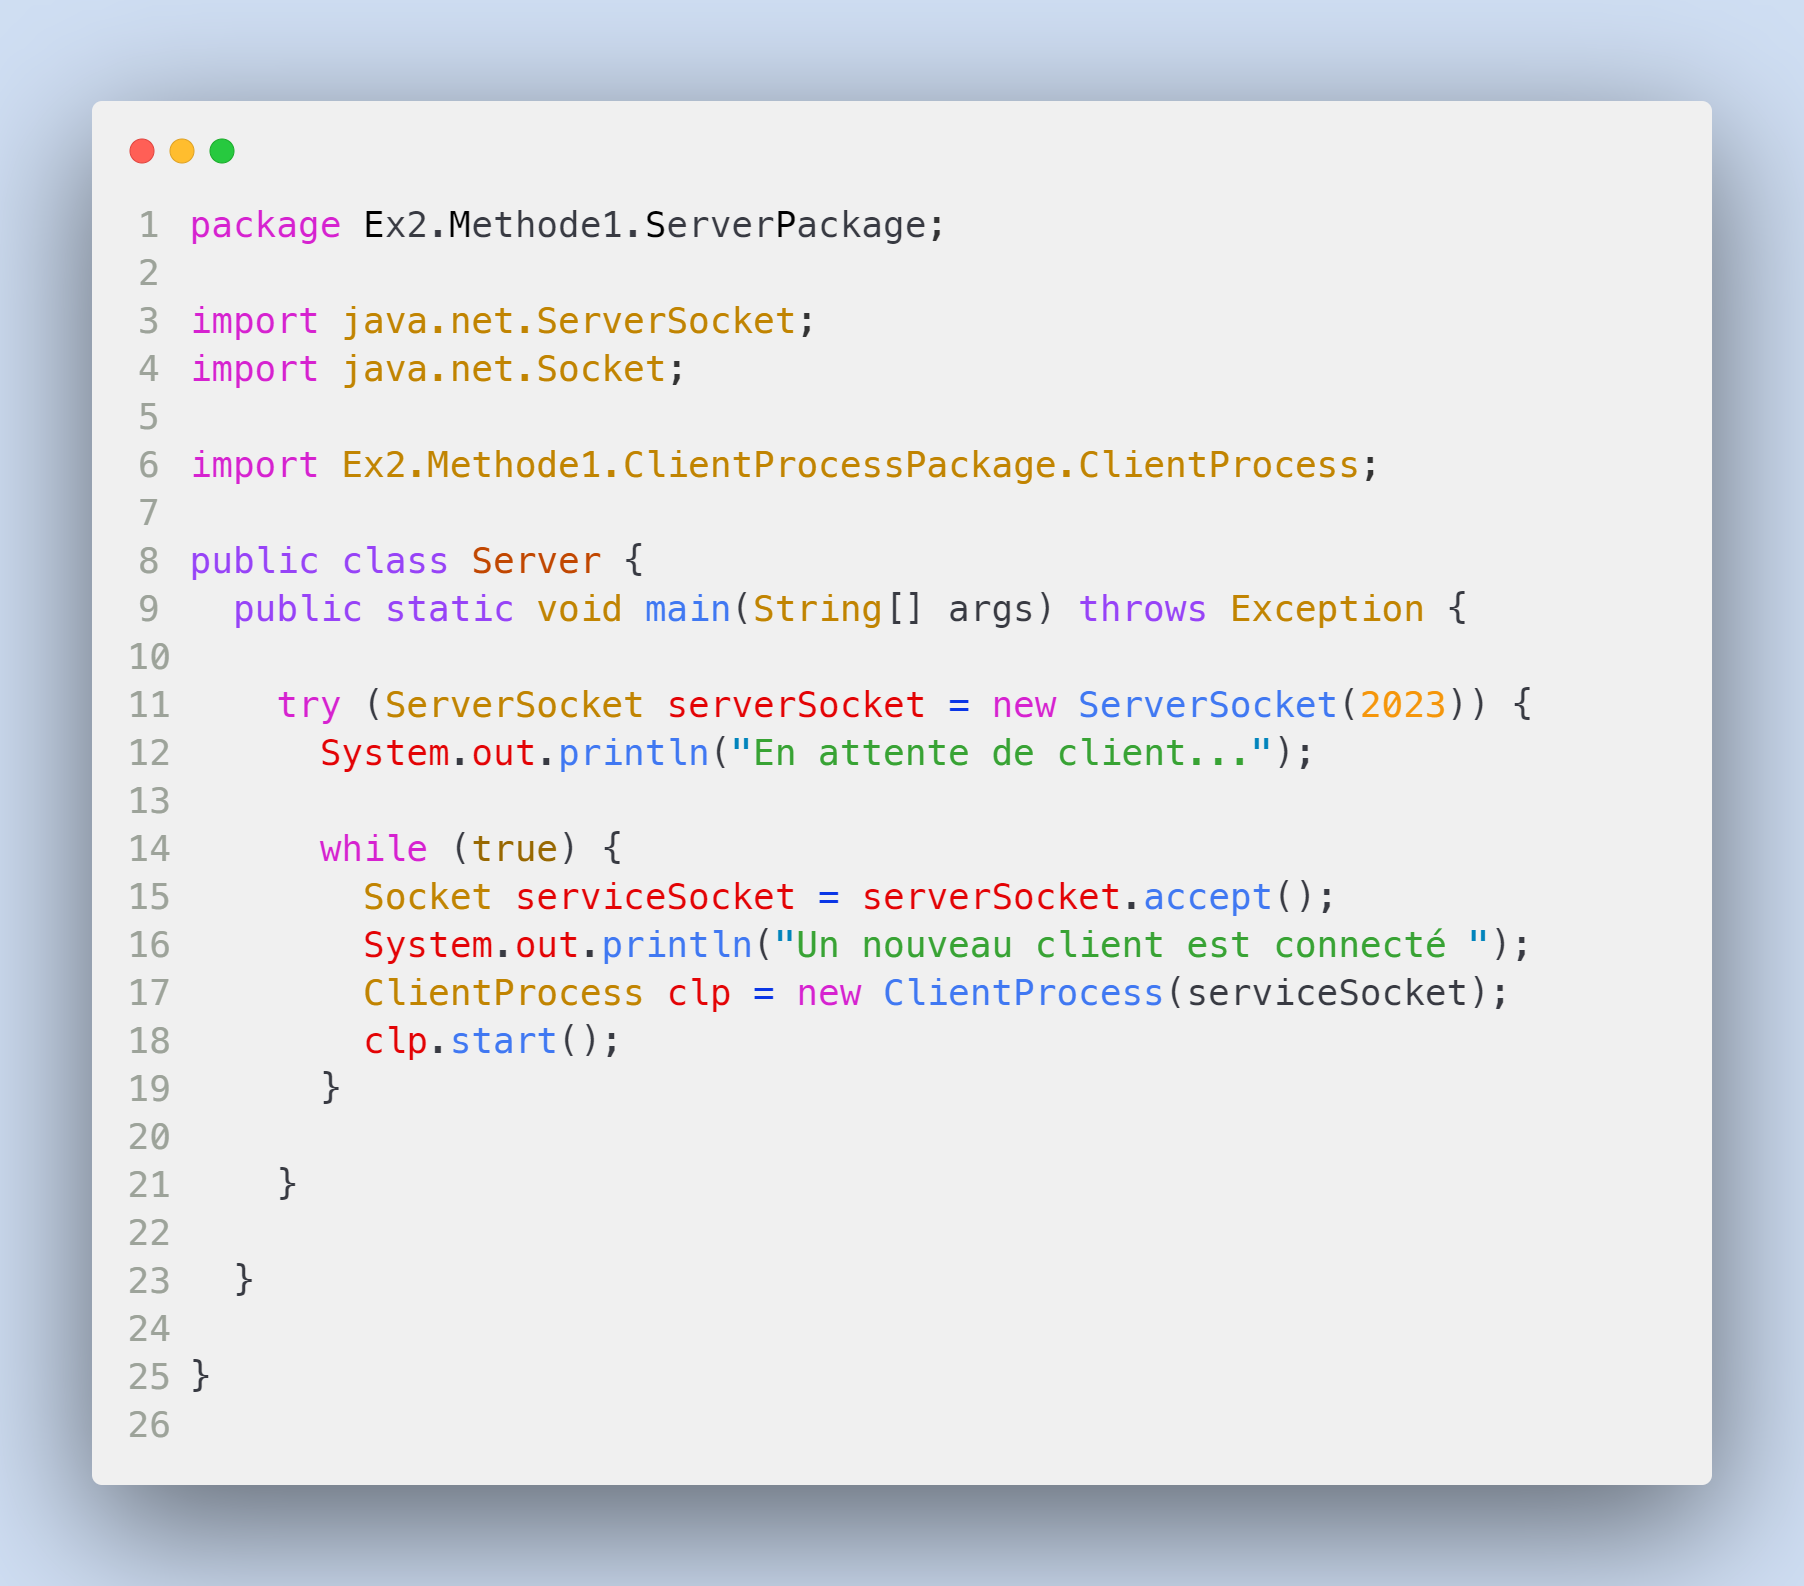 1 package Ex2.Methode1.ServerPackage;
2
3 import java.net.ServerSocket;
4 import java.net.Socket;
5
6 import Ex2.Methode1.ClientProcessPackage.ClientProcess;
7
8 public class Server {
9   public static void main(String[] args) throws Exception {
10
11     try (ServerSocket serverSocket = new ServerSocket(2023)) {
12       System.out.println("En attente de client...");
13
14       while (true) {
15         Socket serviceSocket = serverSocket.accept();
16         System.out.println("Un nouveau client est connecté ");
17         ClientProcess clp = new ClientProcess(serviceSocket);
18         clp.start();
19       }
20
21     }
22
23   }
24
25 }
26